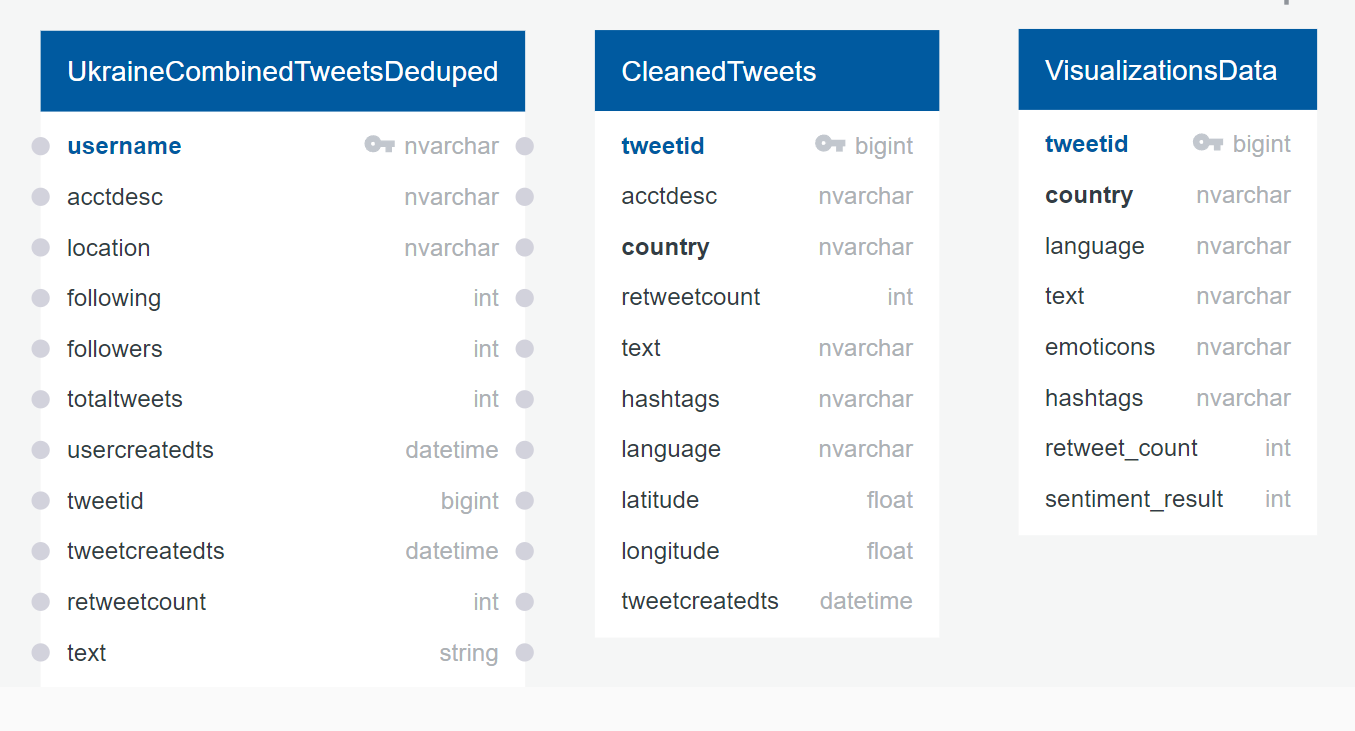 UkraineCombinedTweetsDeduped
username nvarchar
acctdesc nvarchar
location nvarchar
following int
followers int
totaltweets int
usercreatedts datetime
tweetid bigint
tweetcreatedts datetime
retweetcount int
text string
CleanedTweets
tweetid bigint
acctdesc nvarchar
country nvarchar
retweetcount int
text nvarchar
hashtags nvarchar
language nvarchar
latitude float
longitude float
tweetcreatedts datetime
VisualizationsData
tweetid bigint
country nvarchar
language nvarchar
text nvarchar
emoticons nvarchar
hashtags nvarchar
retweet_count int
sentiment_result int